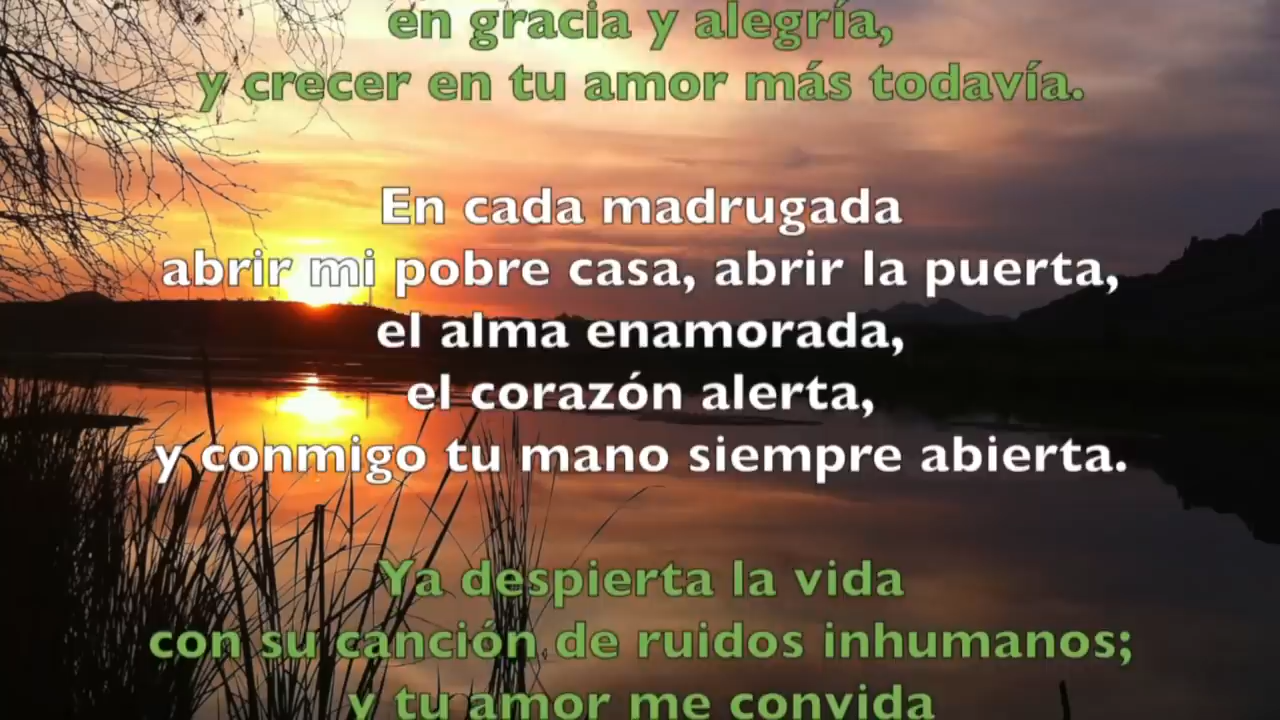 en gracia y alegría,
y crecer en tu amor más todavía.
En cada madrugada
abrir mi pobre casa, abrir la puerta,
el alma enamorada,
el corazón alerta,
y conmigo tu mano siempre abierta.
Ya despierta la vida
con su canción de ruidos inhumanos;
y tu amor me convida